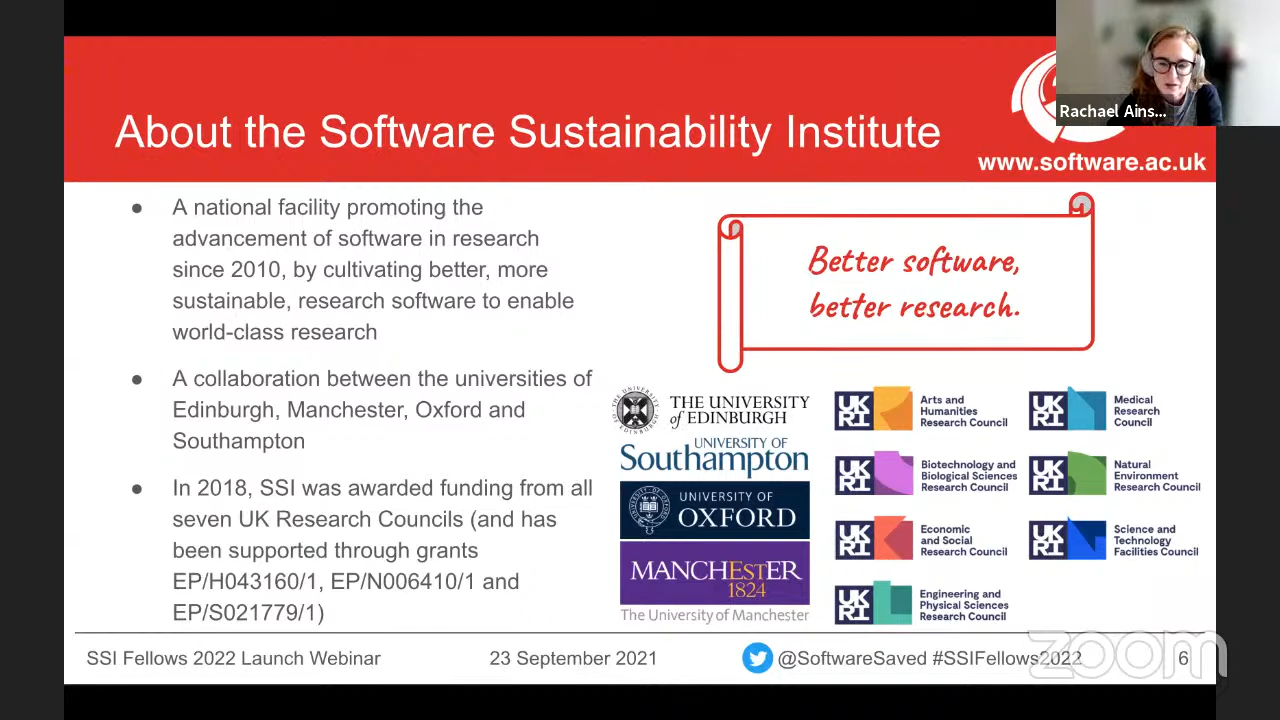 Rachael Ains...
About the Software Sustainability Institute
www.software.ac.uk
● A national facility promoting the
advancement of software in research
since 2010, by cultivating better, more
sustainable, research software to enable
world-class research
● A collaboration between the universities of
Edinburgh, Manchester, Oxford and
Southampton
● In 2018, SSI was awarded funding from all
seven UK Research Councils (and has
been supported through grants
EP/H043160/1, EP/N006410/1 and
EP/S021779/1)
Better software,
better research.
THE UNIVERSITY
of EDINBURGH
UNIVERSITY OF
Southampton
UNIVERSITY OF
OXFORD
MANCHESTER
1824
The University of Manchester
UK
RI
Arts and
Humanities
Research Council
UK
RI
Medical
Research
Council
UK
RI
Biotechnology and
Biological Sciences
Research Council
UK
RI
Natural
Environment
Research Council
UK
RI
Economic
and Social
Research Council
UK
RI
Science and
Technology
Facilities Council
UK
RI
Engineering and
Physical Sciences
Research Council
SSI Fellows 2022 Launch Webinar
23 September 2021
@SoftwareSaved #SSIFellows2022
6
zoom